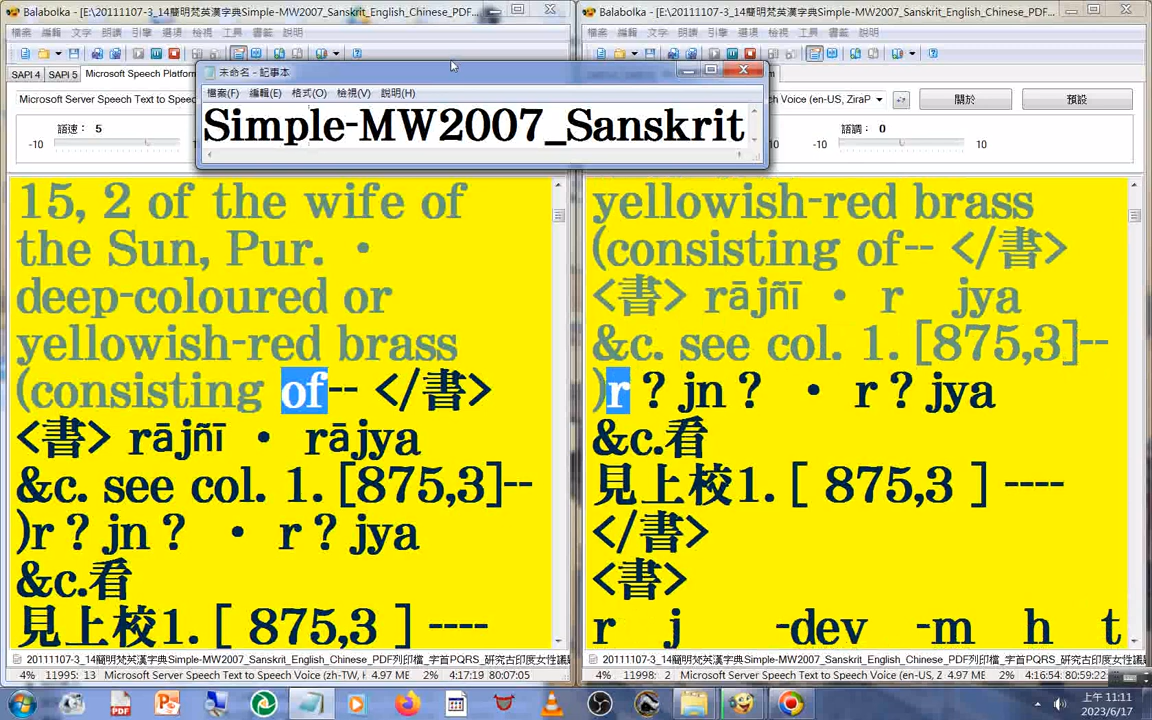 Balabolka - [E:\20111107-3_14簡明梵英漢字典Simple-MW2007_Sanskrit_English_Chinese_PDF...
檔案 編輯 文字 朗讀 引擎 選項 檢視 工具 書籤 說明
SAPI 4 SAPI 5 Microsoft Speech Platform
Microsoft Server Speech Text to Speec
語速： 5
-10
15, 2 of the wife of
the Sun, Pur. •
deep-coloured or
yellowish-red brass
(consisting of-- </書>
<書> rājñī • rājya
&c. see col. 1. [875,3]--
)r？jn？ • r？jya
&c.看
見上校1.［ 875,3 ］----
20111107-3_14簡明梵英漢字典Simple-MW2007_Sanskrit_English_Chinese_PDF列印檔_字首PQRS_研究古印度女性議
4% 11995: 13 Microsoft Server Speech Text to Speech Voice (zh-TW, H 4.97 ME 2% 4:17:19 80:07:05
未命名 - 記事本
檔案(F) 編輯(E) 格式(O) 檢視(V) 說明(H)
Simple-MW2007_Sanskrit
Balabolka - [E:\20111107-3_14簡明梵英漢字典Simple-MW2007_Sanskrit_English_Chinese_PDF...
檔案 編輯 文字 朗讀 引擎 選項 檢視 工具 書籤 說明
Voice (en-US, ZiraP 關於 預設
語調： 0
-10 10
yellowish-red brass
(consisting of-- </書>
<書> rājñī • r jya
&c. see col. 1. [875,3]--
)r ？jn？ • r？jya
&c.看
見上校1.［ 875,3 ］----
</書>
<書>
r j -dev -m h t
20111107-3_14簡明梵英漢字典Simple-MW2007_Sanskrit_English_Chinese_PDF列印檔_字首PQRS_研究古印度女性議
4% 11998: 1 Microsoft Server Speech Text to Speech Voice (en-US, Z 4.97 ME 2% 4:16:54 80:59:22
上午 11:11
2023/6/17